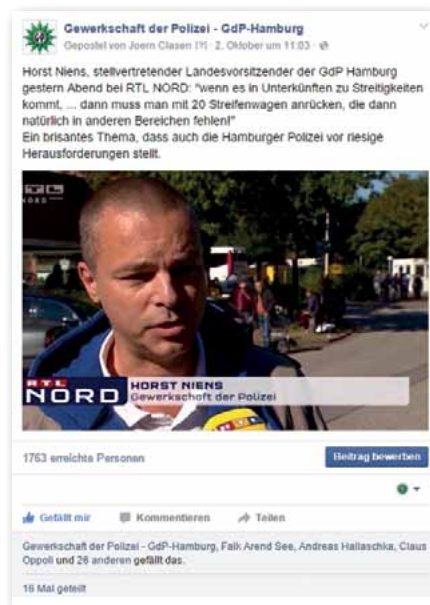 Gewerkschaft der Polizei - GdP-Hamburg
Gepostet von Joern Clasen [?] · 2. Oktober um 11:03 ·
Horst Niens, stellvertretender Landesvorsitzender der GdP Hamburg
gestern Abend bei RTL NORD: "wenn es in Unterkünften zu Streitigkeiten
kommt, ... dann muss man mit 20 Streifenwagen anrücken, die dann
natürlich in anderen Bereichen fehlen!"
Ein brisantes Thema, dass auch die Hamburger Polizei vor riesige
Herausforderungen stellt.
RTL
NORD
RTL
NORD
HORST NIENS
Gewerkschaft der Polizei
1763 erreichte Personen
Beitrag bewerben
Gefällt mir Kommentieren Teilen
Gewerkschaft der Polizei - GdP-Hamburg, Falk Arend See, Andreas Hallaschka, Claus
Oppoli und 26 anderen gefällt das.
16 Mal geteilt